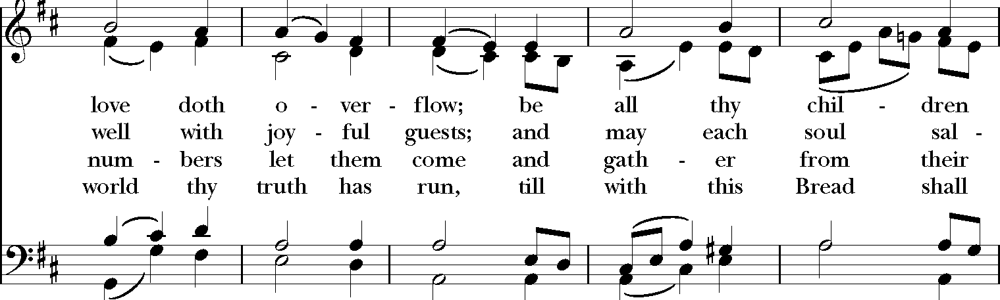 love doth o - ver - flow; be all thy chil - dren
well with joy - ful guests; and may each soul sal -
num - bers let them come and gath - er from their
world thy truth has run, till with this Bread shall